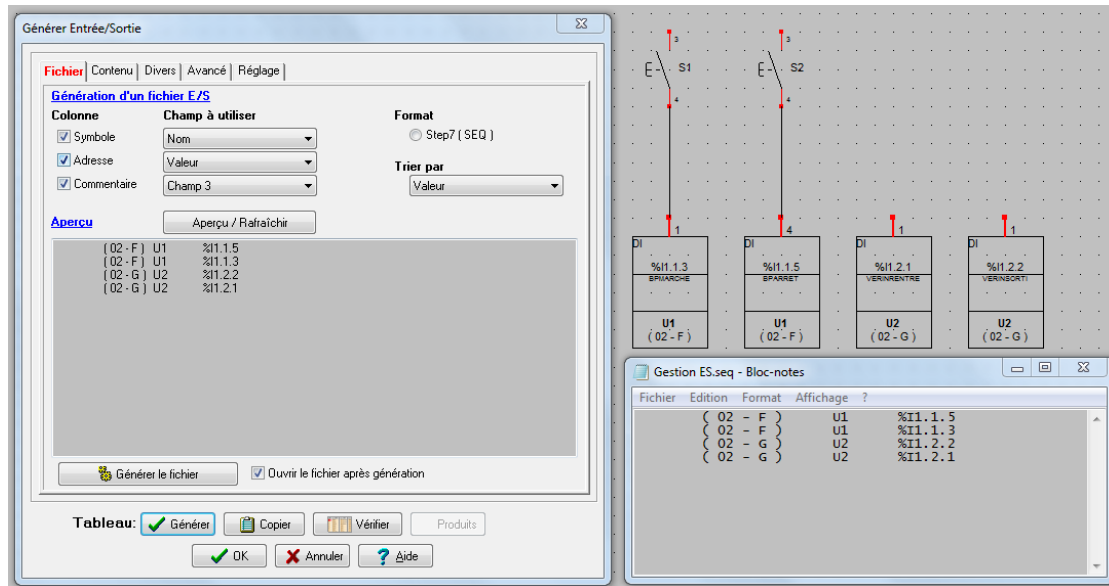 Générer Entrée/Sortie
Fichier Contenu Divers Avancé Réglage
Génération d'un fichier E/S
Colonne Champ à utiliser Format
Symbole Nom Step7 ( SEQ )
Adresse Valeur Trier par
Commentaire Champ 3 Valeur
Aperçu Aperçu / Rafraîchir
( 02 - F ) U1 %I1.1.5
( 02 - F ) U1 %I1.1.3
( 02 - G ) U2 %I1.2.2
( 02 - G ) U2 %I1.2.1
Générer le fichier Ouvrir le fichier après génération
Tableau: Générer Copier Vérifier Produits
OK Annuler Aide
3 3
S1 S2
4 4
1 4 1 1
DI DI DI DI
%I1.1.3 %I1.1.5 %I1.2.1 %I1.2.2
BPMARCHE BPARRET VERINRENTRE VERINSORTI
U1 U1 U2 U2
( 02 - F ) ( 02 - F ) ( 02 - G ) ( 02 - G )
Gestion ES.seq - Bloc-notes
Fichier Edition Format Affichage ?
( 02 - F ) U1 %I1.1.5
( 02 - F ) U1 %I1.1.3
( 02 - G ) U2 %I1.2.2
( 02 - G ) U2 %I1.2.1